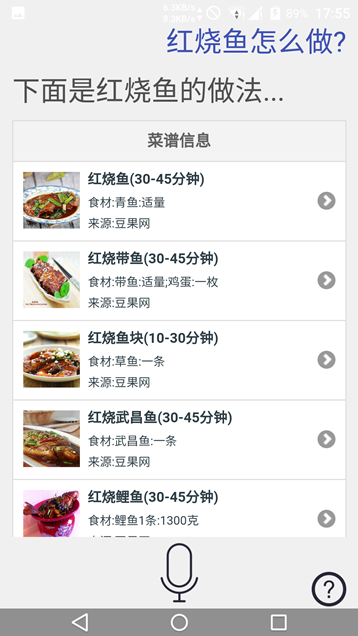 6.3KB/s
8.3KB/s
89%
17:55
红烧鱼怎么做?
下面是红烧鱼的做法...
菜谱信息
红烧鱼(30-45分钟)
食材:青鱼:适量
来源:豆果网
红烧带鱼(30-45分钟)
食材:带鱼:适量;鸡蛋:一枚
来源:豆果网
红烧鱼块(10-30分钟)
食材:草鱼:一条
来源:豆果网
红烧武昌鱼(30-45分钟)
食材:武昌鱼:一条
来源:豆果网
红烧鲤鱼(30-45分钟)
食材:鲤鱼1条:1300克
来源:豆果网
?